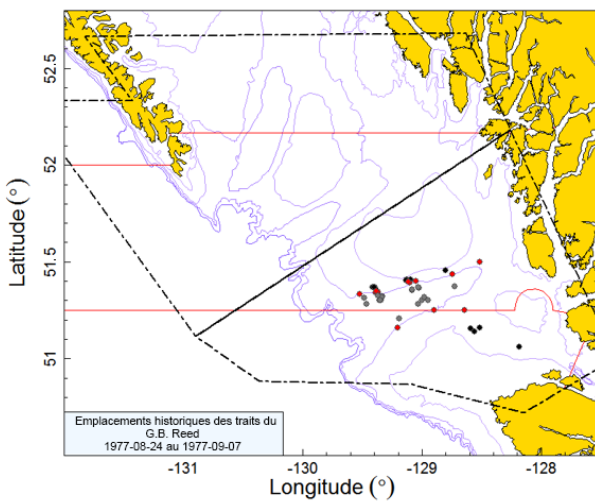 52.5
52
51.5
51
Latitude (°)
Emplacements historiques des traits du
G.B. Reed
1977-08-24 au 1977-09-07
-131
-130
-129
-128
Longitude (°)